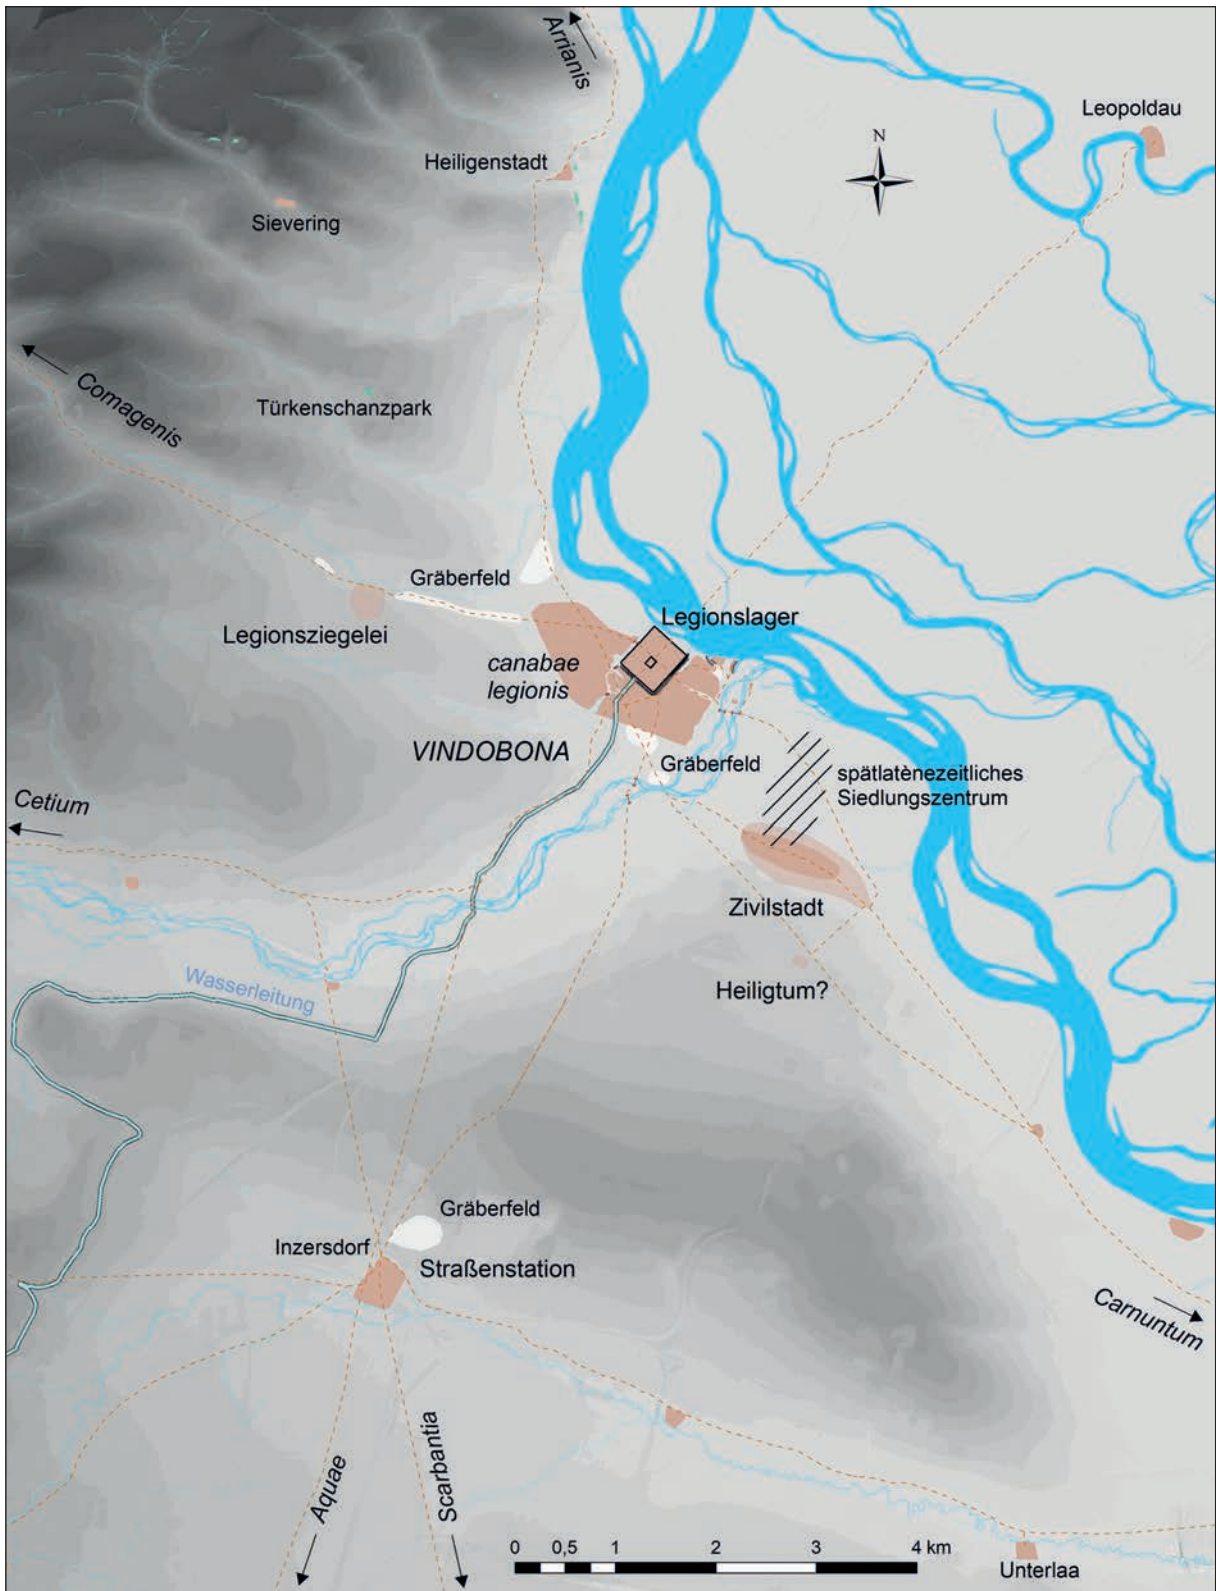 Arrianis
Leopoldau
N
Heiligenstadt
Sievering
Comagenis
Türkenschanzpark
Gräberfeld
Legionslager
Legionsziegelei
canabae
legionis
VINDOBONA
Gräberfeld
spätlatènezeitliches
Siedlungszentrum
Cetium
Zivilstadt
Wasserleitung
Heiligtum?
Gräberfeld
Inzersdorf
Straßenstation
Carnuntum
Aquae
Scarbantia
0 0,5 1 2 3 4 km
Unterlaa